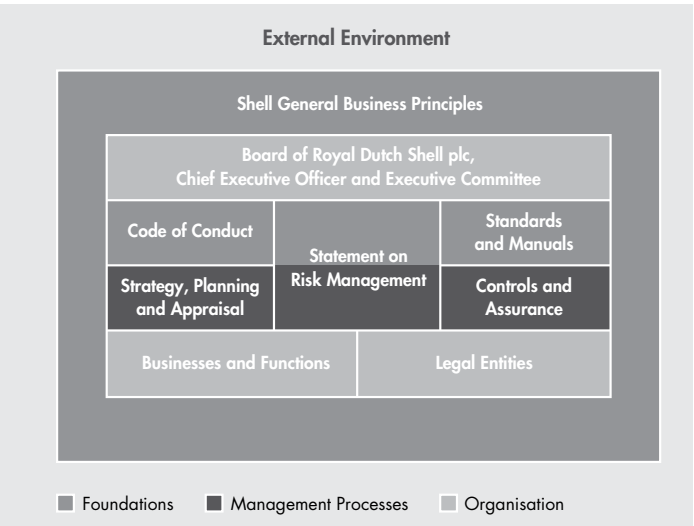 External Environment
Shell General Business Principles
Board of Royal Dutch Shell plc,
Chief Executive Officer and Executive Committee
Code of Conduct
Statement on
Risk Management
Standards
and Manuals
Strategy, Planning
and Appraisal
Controls and
Assurance
Businesses and Functions
Legal Entities
Foundations
Management Processes
Organisation